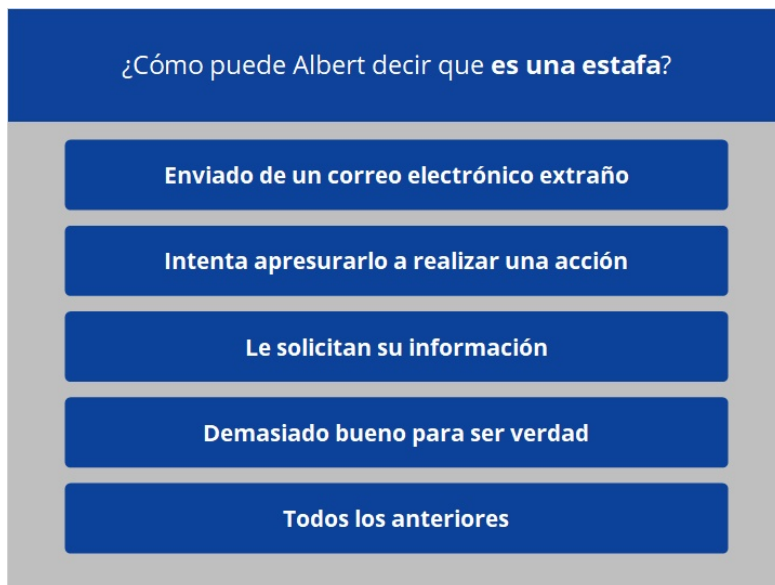 ¿Cómo puede Albert decir que es una estafa?
Enviado de un correo electrónico extraño
Intenta apresurarlo a realizar una acción
Le solicitan su información
Demasiado bueno para ser verdad
Todos los anteriores